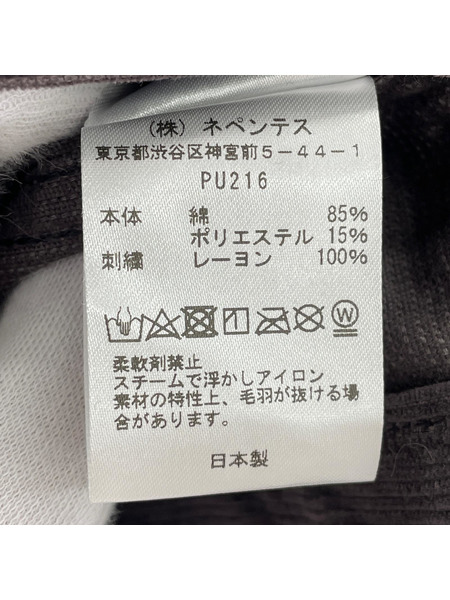 （株）ネペンテス
東京都渋谷区神宮前５−４４−１
PU216
本体 綿 85%
ポリエステル 15%
刺繍 レーヨン 100%
W
柔軟剤禁止
スチームで浮かしアイロン
素材の特性上、毛羽が抜ける場
合があります。
日本製